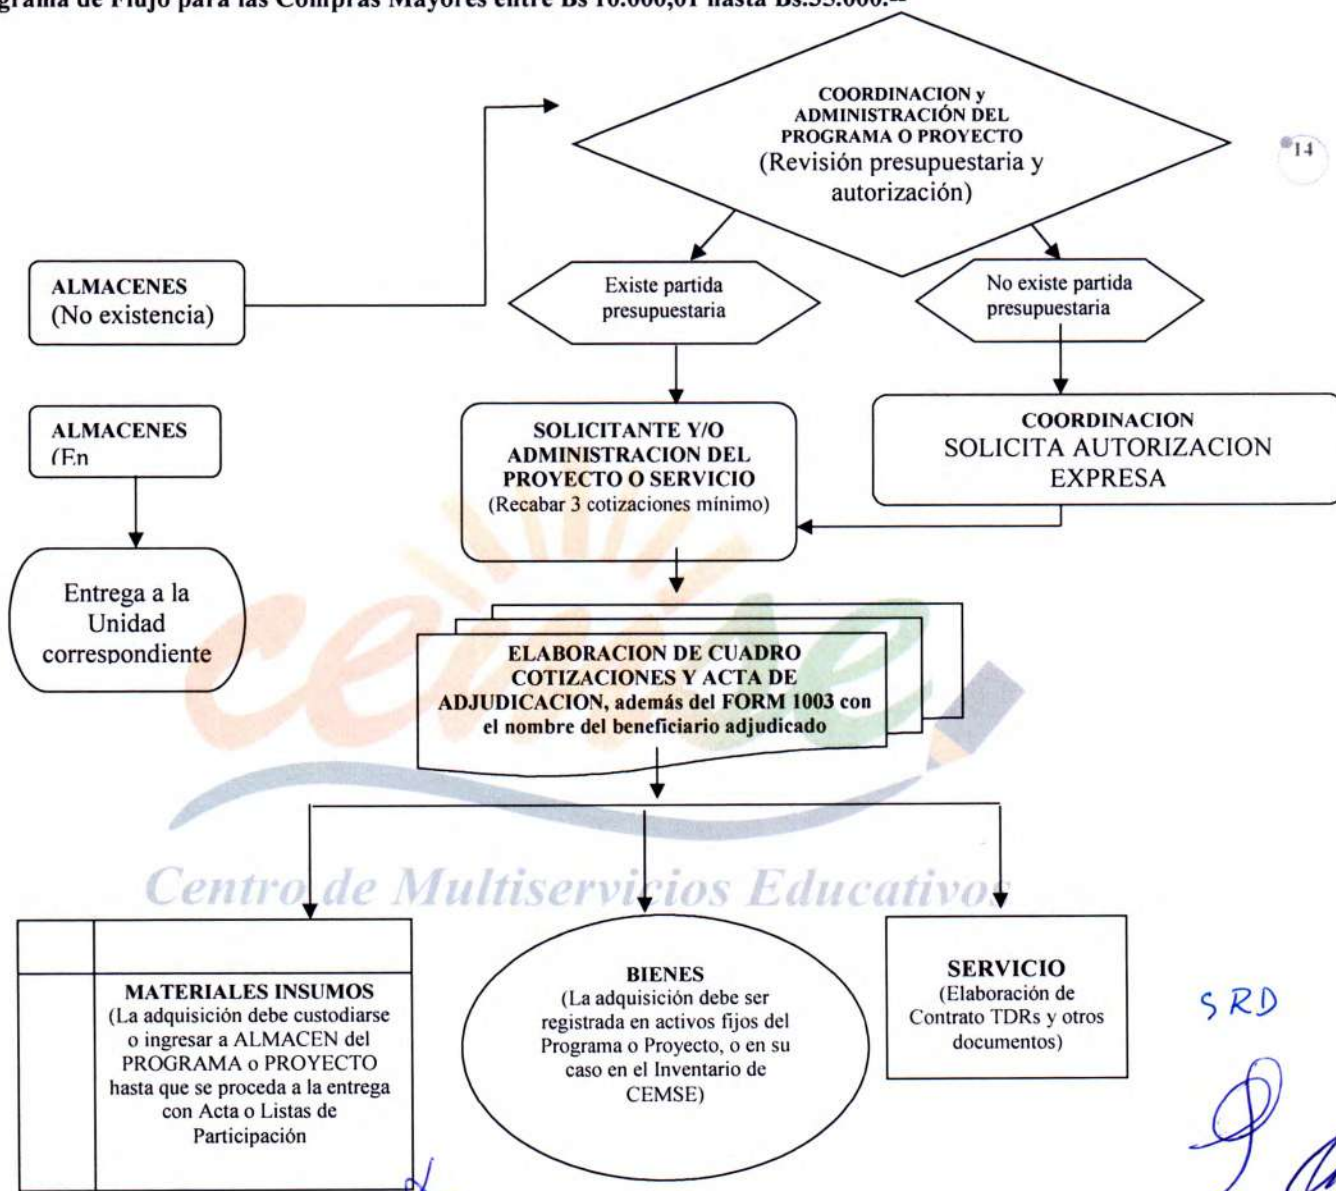 grama de Flujo para las Compras Mayores entre Bs 10.000,01 hasta Bs.35.000.--
COORDINACION y
ADMINISTRACIÓN DEL
PROGRAMA O PROYECTO
(Revisión presupuestaria y
autorización)
14
ALMACENES
(No existencia)
Existe partida
presupuestaria
No existe partida
presupuestaria
ALMACENES
(En
SOLICITANTE Y/O
ADMINISTRACION DEL
PROYECTO O SERVICIO
(Recabar 3 cotizaciones mínimo)
COORDINACION
SOLICITA AUTORIZACION
EXPRESA
Entrega a la
Unidad
correspondiente
cemse
ELABORACION DE CUADRO
COTIZACIONES Y ACTA DE
ADJUDICACION, además del FORM 1003 con
el nombre del beneficiario adjudicado
Centro de Multiservicios Educativos
MATERIALES INSUMOS
(La adquisición debe custodiarse
o ingresar a ALMACEN del
PROGRAMA o PROYECTO
hasta que se proceda a la entrega
con Acta o Listas de
Participación
BIENES
(La adquisición debe ser
registrada en activos fijos del
Programa o Proyecto, o en su
caso en el Inventario de
CEMSE)
SERVICIO
(Elaboración de
Contrato TDRs y otros
documentos)
SRD